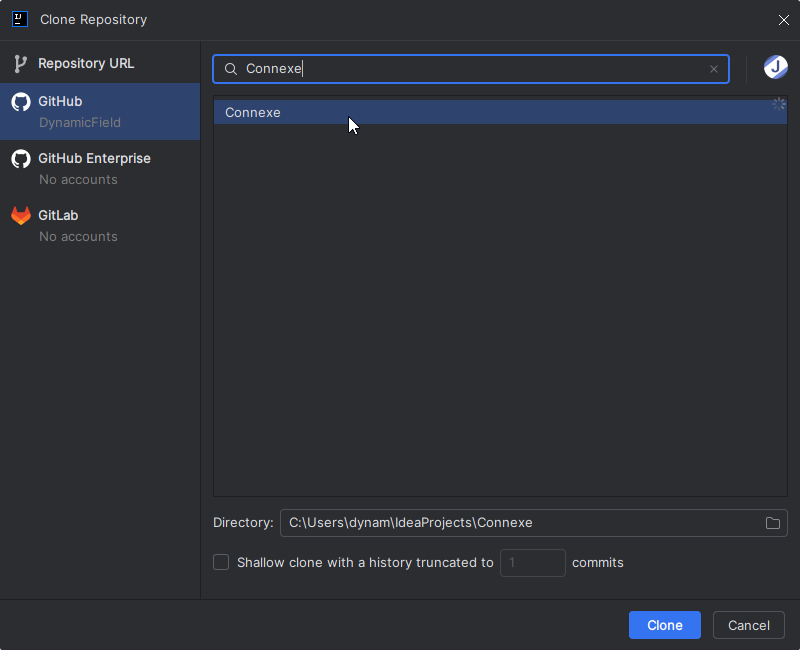 Clone Repository
Repository URL
GitHub
DynamicField
GitHub Enterprise
No accounts
GitLab
No accounts
Connexe
J
Connexe
Directory: C:\Users\dynam\IdeaProjects\Connexe
Shallow clone with a history truncated to 1 commits
Clone Cancel